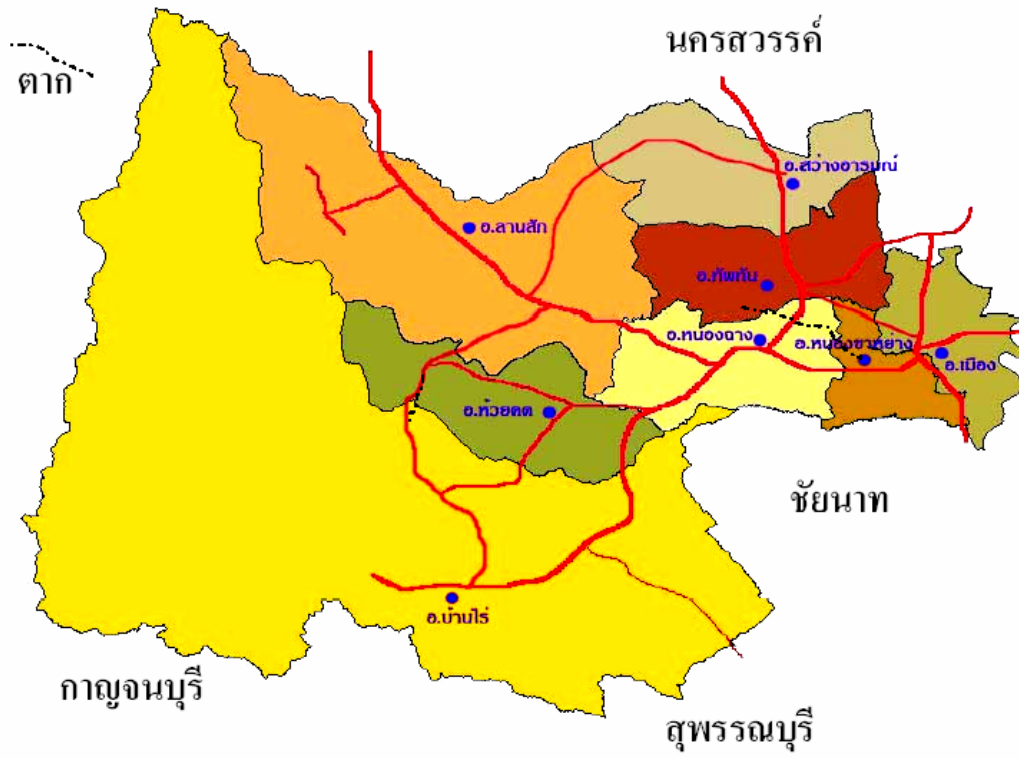 นครสวรรค์
ตาก
อ.สว่างอารมณ์
อ.ลานสัก
อ.ทัพทัน
อ.หนองฉาง
อ.หนองขาหย่าง
อ.เมือง
อ.ห้วยคต
ชัยนาท
อ.บ้านไร่
กาญจนบุรี
สุพรรณบุรี